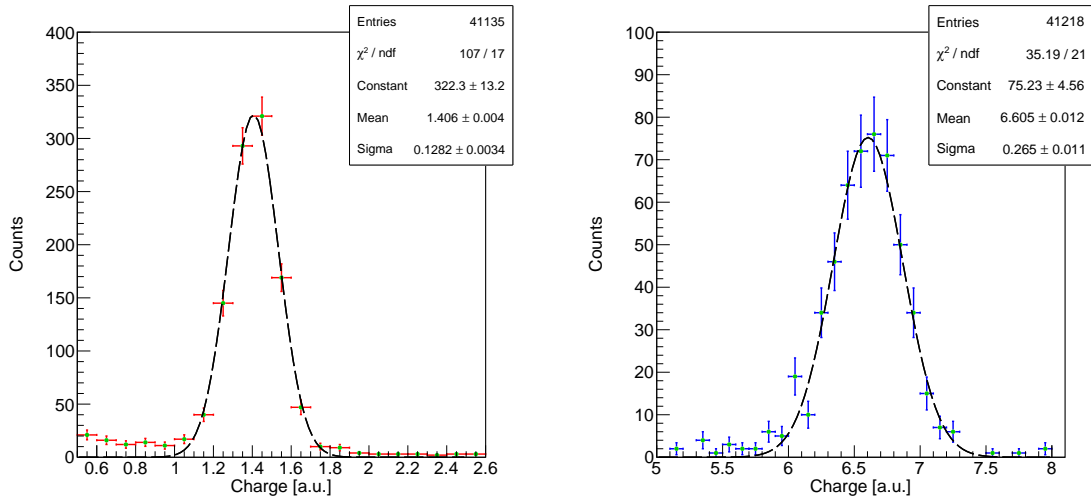 Entries 41135
χ² / ndf 107 / 17
Constant 322.3 ± 13.2
Mean 1.406 ± 0.004
Sigma 0.1282 ± 0.0034
Counts
400
350
300
250
200
150
100
50
0
0.6 0.8 1 1.2 1.4 1.6 1.8 2 2.2 2.4 2.6
Charge [a.u.]
Entries 41218
χ² / ndf 35.19 / 21
Constant 75.23 ± 4.56
Mean 6.605 ± 0.012
Sigma 0.265 ± 0.011
Counts
100
90
80
70
60
50
40
30
20
10
0
5 5.5 6 6.5 7 7.5 8
Charge [a.u.]